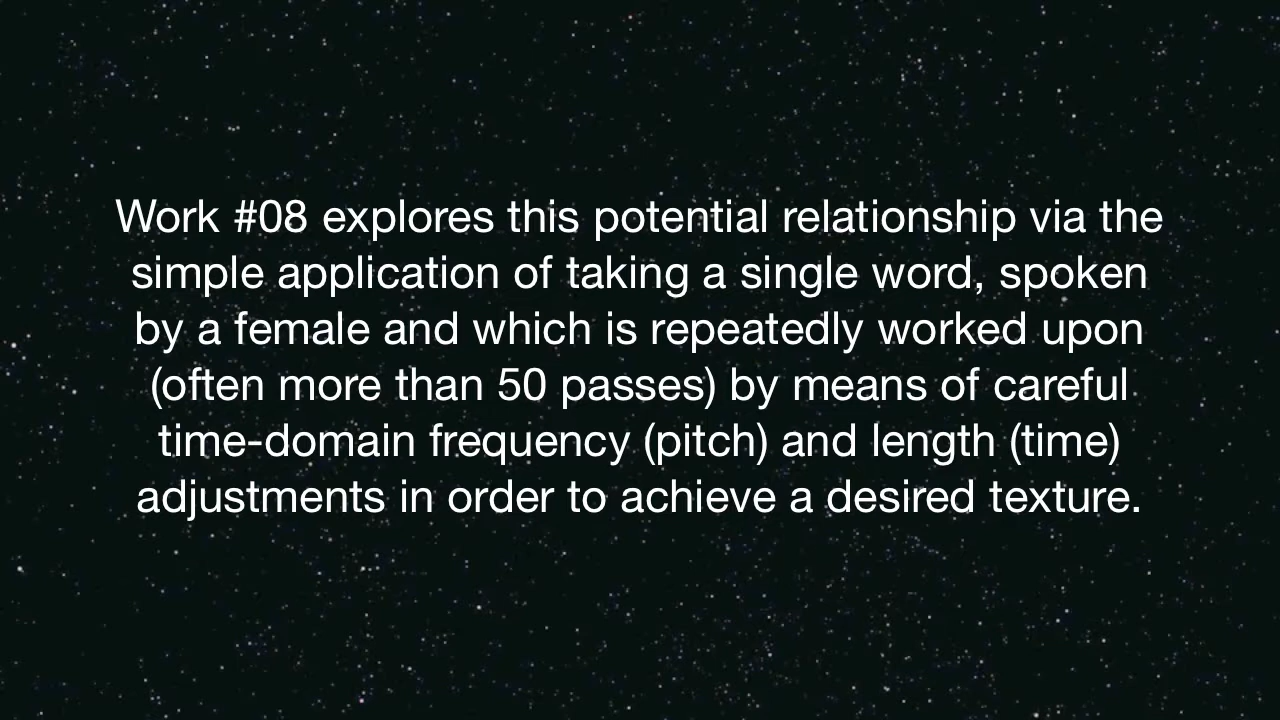 Work #08 explores this potential relationship via the
simple application of taking a single word, spoken
by a female and which is repeatedly worked upon
(often more than 50 passes) by means of careful
time-domain frequency (pitch) and length (time)
adjustments in order to achieve a desired texture.